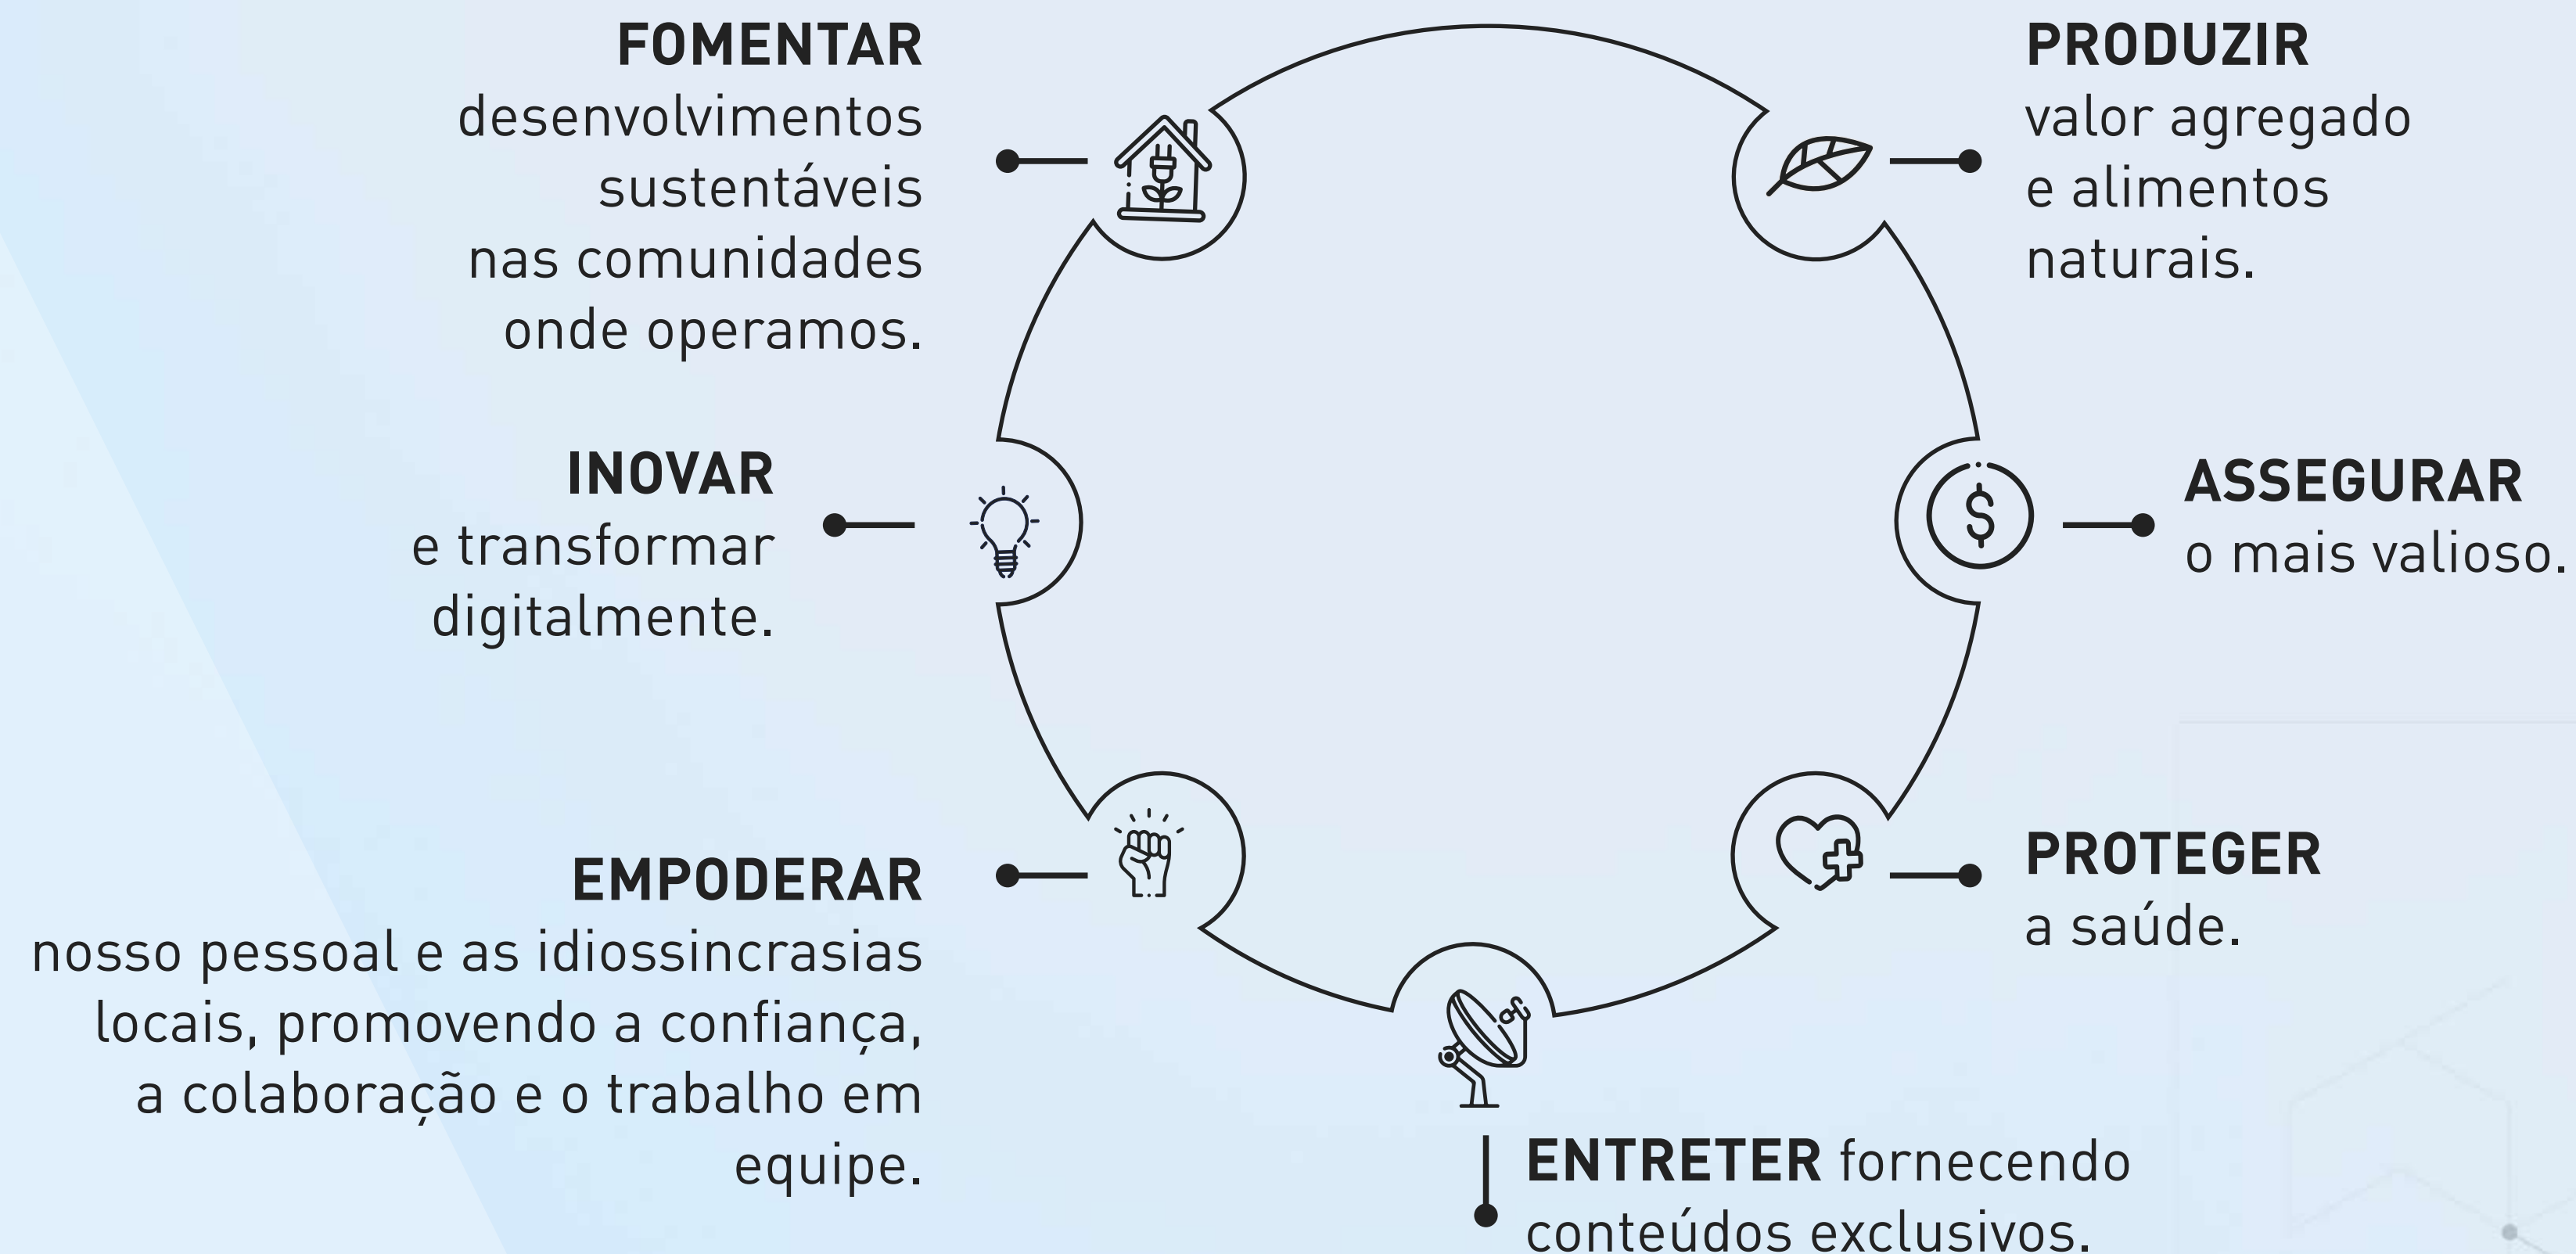 FOMENTAR
desenvolvimentos
sustentáveis
nas comunidades
onde operamos.
PRODUZIR
valor agregado
e alimentos
naturais.
INOVAR
e transformar
digitalmente.
$
ASSEGURAR
o mais valioso.
EMPODERAR
nosso pessoal e as idiossincrasias
locais, promovendo a confiança,
a colaboração e o trabalho em
equipe.
PROTEGER
a saúde.
ENTRETER fornecendo
conteúdos exclusivos.